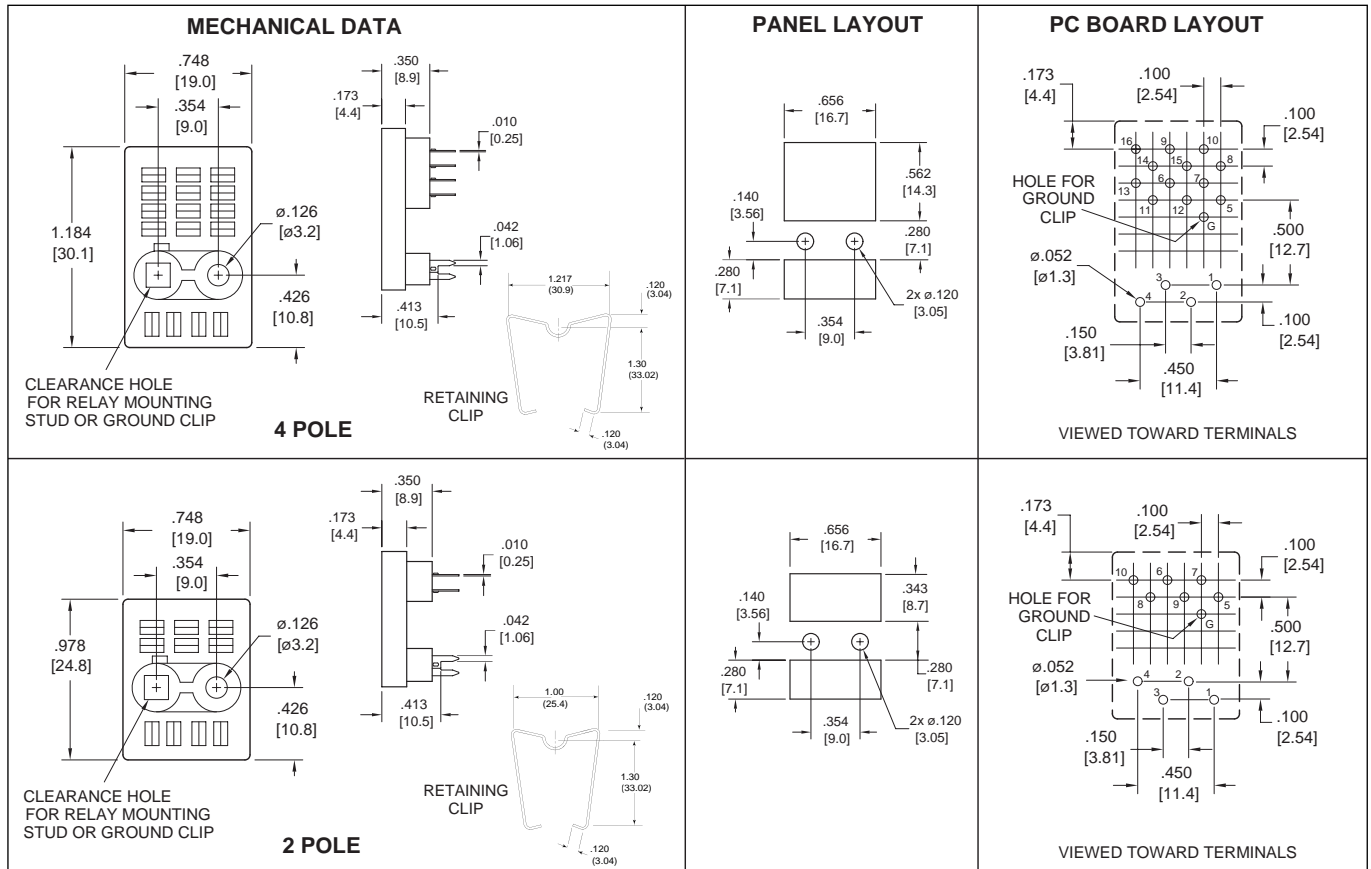 MECHANICAL DATA
.748
[19.0]
.354
[9.0]
1.184
[30.1]
ø.126
[ø3.2]
.426
[10.8]
CLEARANCE HOLE
FOR RELAY MOUNTING
STUD OR GROUND CLIP
4 POLE
.350
[8.9]
.173
[4.4]
.010
[0.25]
.042
[1.06]
.413
[10.5]
1.217
(30.9)
.120
(3.04)
1.30
(33.02)
RETAINING
CLIP
.120
(3.04)
PANEL LAYOUT
.656
[16.7]
.562
[14.3]
.140
[3.56]
.280
[7.1]
.280
[7.1]
2x ø.120
[3.05]
.354
[9.0]
PC BOARD LAYOUT
.173
[4.4]
.100
[2.54]
.100
[2.54]
16 9 10
14 15 8
13 6 7
11 12 5
G
HOLE FOR
GROUND
CLIP
.500
[12.7]
ø.052
[ø1.3]
3 1
4 2
.150
[3.81]
.100
[2.54]
.450
[11.4]
VIEWED TOWARD TERMINALS
.748
[19.0]
.354
[9.0]
.978
[24.8]
ø.126
[ø3.2]
.426
[10.8]
CLEARANCE HOLE
FOR RELAY MOUNTING
STUD OR GROUND CLIP
2 POLE
.350
[8.9]
.173
[4.4]
.010
[0.25]
.042
[1.06]
.413
[10.5]
1.00
(25.4)
.120
(3.04)
1.30
(33.02)
RETAINING
CLIP
.120
(3.04)
.656
[16.7]
.343
[8.7]
.140
[3.56]
.280
[7.1]
.280
[7.1]
.354
[9.0]
2x ø.120
[3.05]
.173
[4.4]
.100
[2.54]
.100
[2.54]
10 6 7
8 9 5
G
HOLE FOR
GROUND
CLIP
.500
[12.7]
ø.052
[ø1.3]
4 2
3 1
.150
[3.81]
.100
[2.54]
.450
[11.4]
VIEWED TOWARD TERMINALS